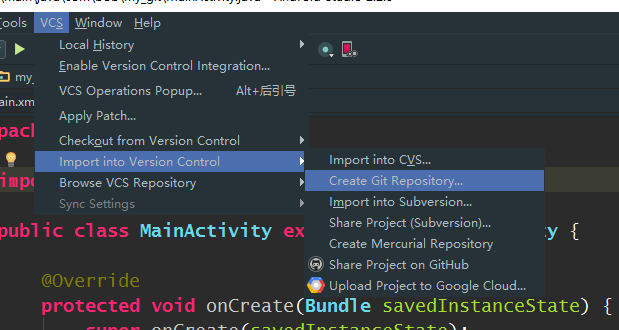 Tools VCS Window Help
Local History
Enable Version Control Integration...
VCS Operations Popup... Alt+后引号
my_
ain.xm
Apply Patch...
pac
Checkout from Version Control
Import into Version Control
Import into CVS...
impo
Browse VCS Repository
Create Git Repository...
Sync Settings
Import into Subversion...
Share Project (Subversion)...
public class MainActivity ex ty {
Create Mercurial Repository
Share Project on GitHub
@Override
Upload Project to Google Cloud...
protected void onCreate(Bundle savedInstanceState) {
super.onCreate(savedInstanceState);